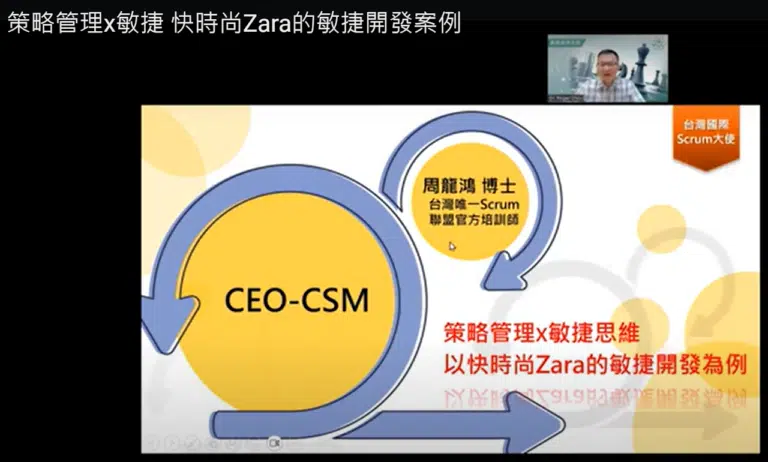 策略管理x敏捷 快時尚Zara的敏捷開發案例
台灣國際
Scrum大使
周龍鴻 博士
台灣唯一Scrum
聯盟官方培訓師
CEO-CSM
策略管理x敏捷思維
以快時尚Zara的敏捷開發為例